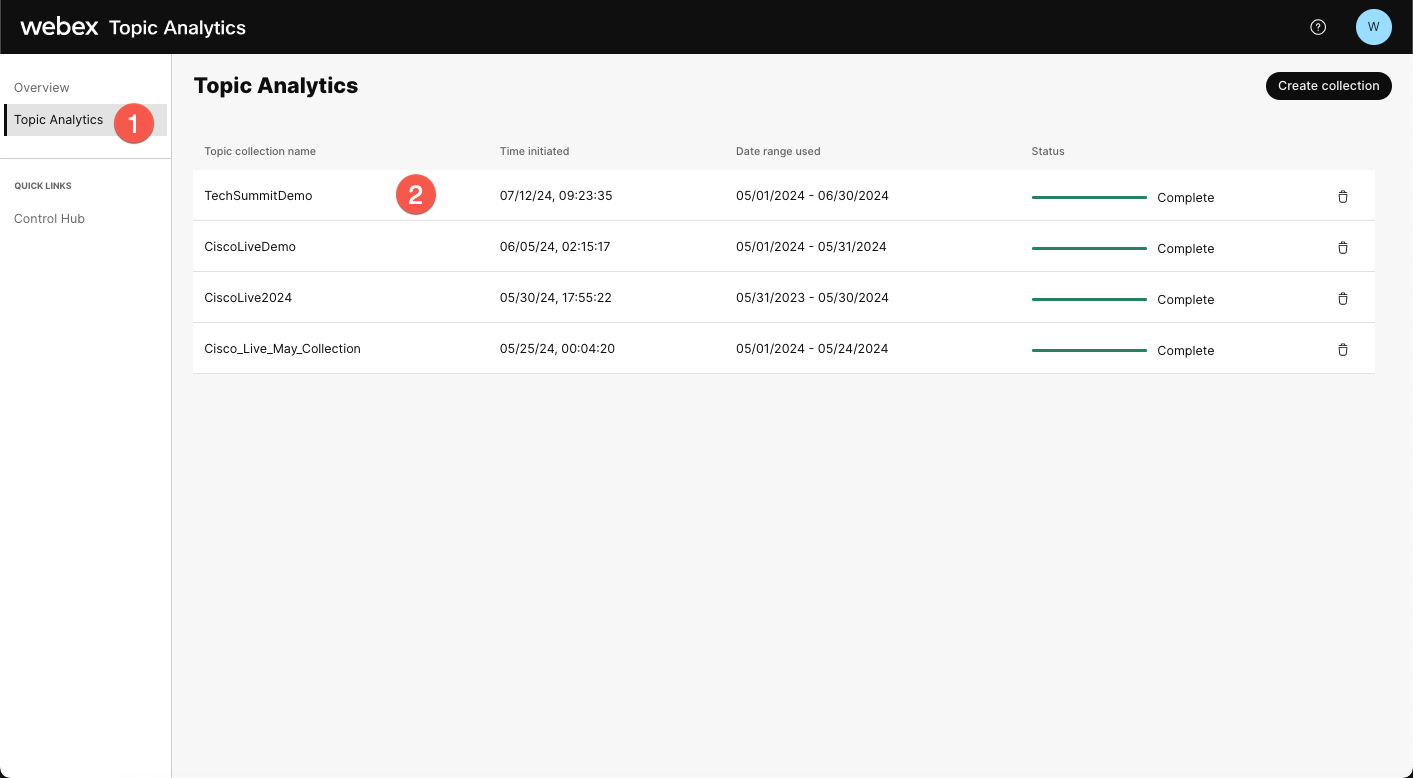 webex Topic Analytics
? W
Overview
Topic Analytics 1
QUICK LINKS
Control Hub
Topic Analytics
Create collection
Topic collection name Time initiated Date range used Status
TechSummitDemo 2 07/12/24, 09:23:35 05/01/2024 - 06/30/2024 Complete
CiscoLiveDemo 06/05/24, 02:15:17 05/01/2024 - 05/31/2024 Complete
CiscoLive2024 05/30/24, 17:55:22 05/31/2023 - 05/30/2024 Complete
Cisco_Live_May_Collection 05/25/24, 00:04:20 05/01/2024 - 05/24/2024 Complete